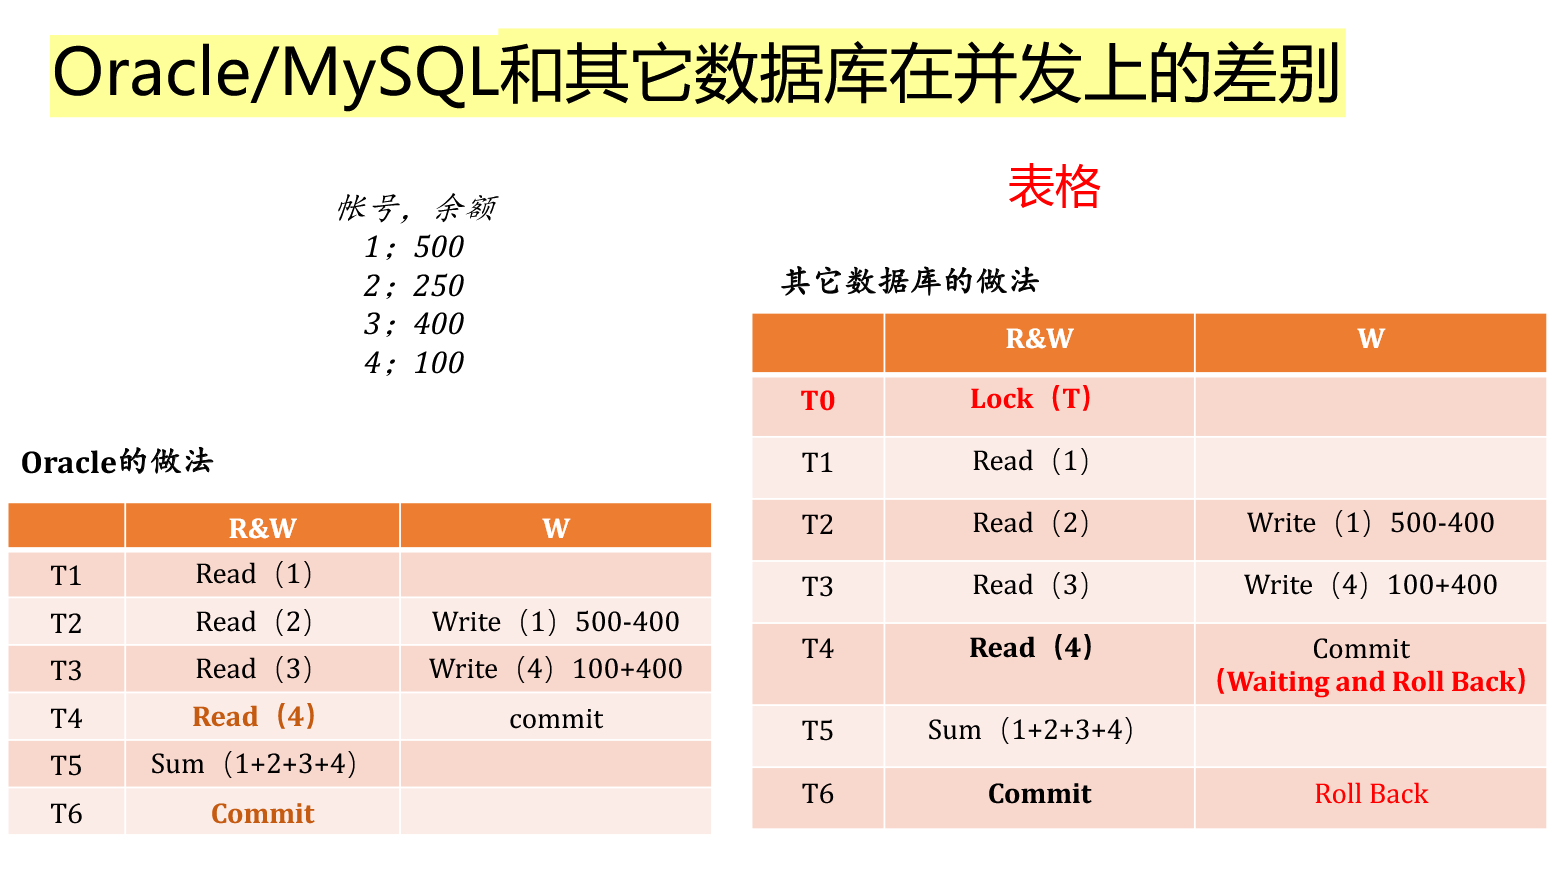 Oracle/MySQL和其它数据库在并发上的差别
表格
帐号，余额
1；500
2；250
3；400
4；100
其它数据库的做法
R&W W
T0 Lock（T）
T1 Read（1）
T2 Read（2） Write（1）500-400
T3 Read（3） Write（4）100+400
T4 Read（4） Commit
（Waiting and Roll Back）
T5 Sum（1+2+3+4）
T6 Commit Roll Back
Oracle的做法
R&W W
T1 Read（1）
T2 Read（2） Write（1）500-400
T3 Read（3） Write（4）100+400
T4 Read（4） commit
T5 Sum（1+2+3+4）
T6 Commit